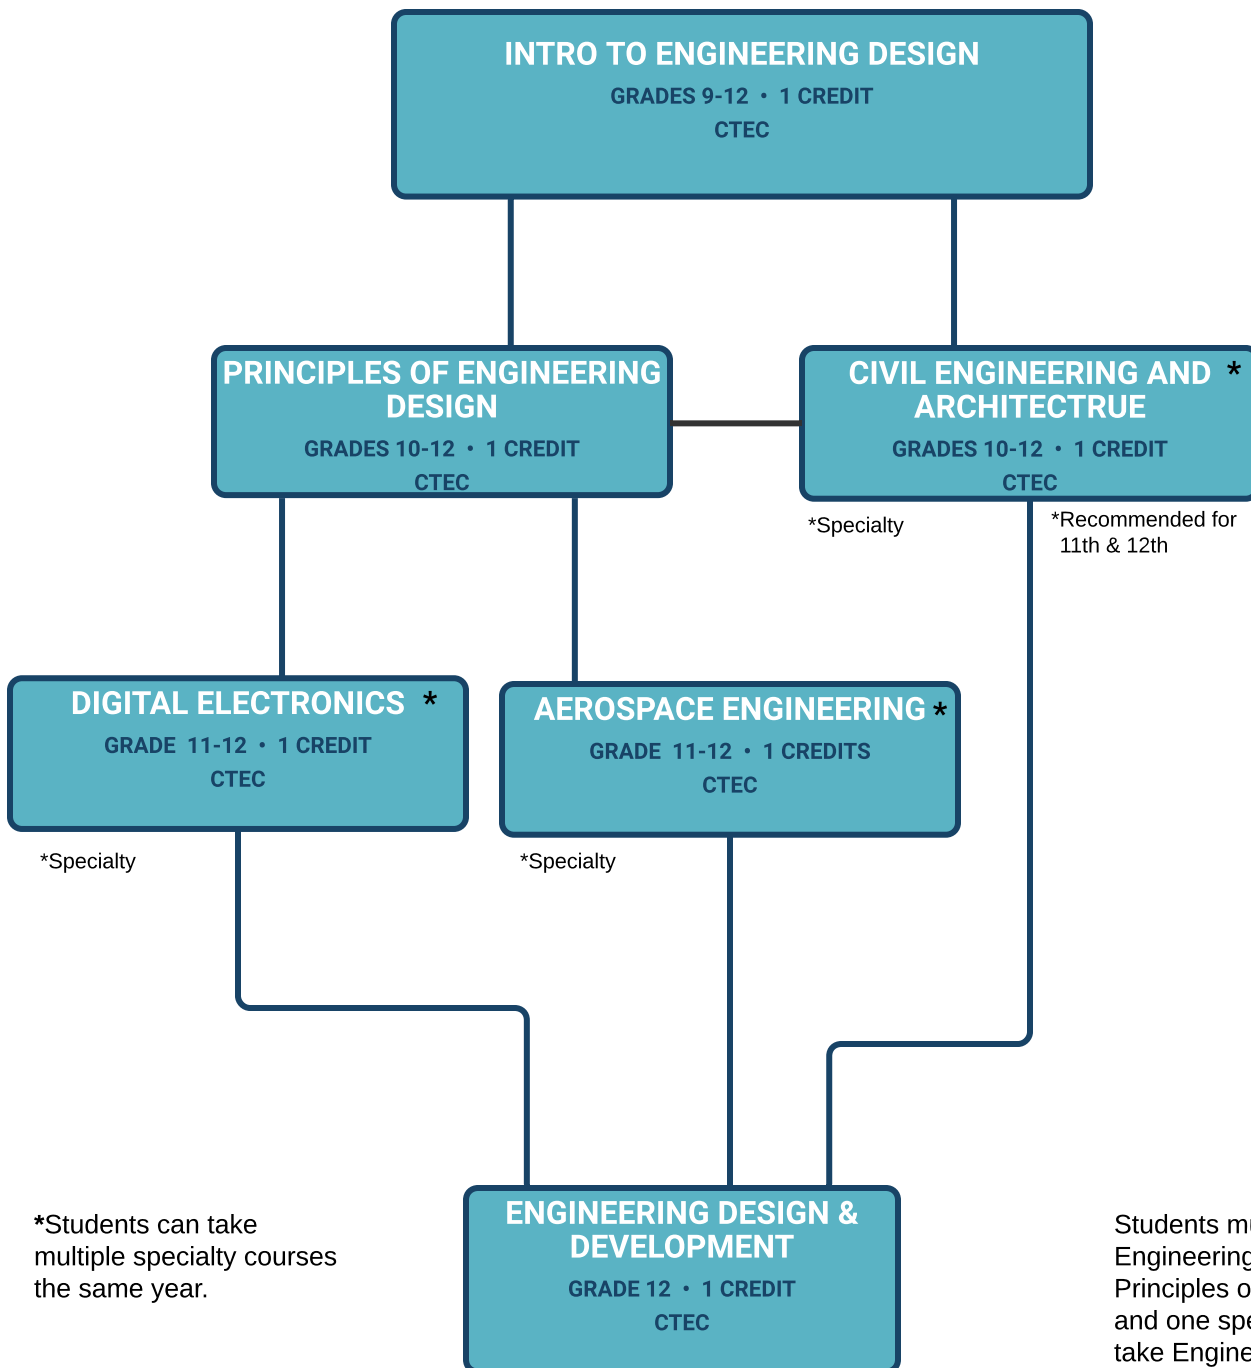 INTRO TO ENGINEERING DESIGN
GRADES 9-12 • 1 CREDIT
CTEC
PRINCIPLES OF ENGINEERING
DESIGN
GRADES 10-12 • 1 CREDIT
CTEC
CIVIL ENGINEERING AND *
ARCHITECTRUE
GRADES 10-12 • 1 CREDIT
CTEC
*Specialty
*Recommended for
11th & 12th
DIGITAL ELECTRONICS *
GRADE 11-12 • 1 CREDIT
CTEC
*Specialty
AEROSPACE ENGINEERING *
GRADE 11-12 • 1 CREDITS
CTEC
*Specialty
ENGINEERING DESIGN &
DEVELOPMENT
GRADE 12 • 1 CREDIT
CTEC
*Students can take
multiple specialty courses
the same year.
Students
Engineering
Principles
and one
take